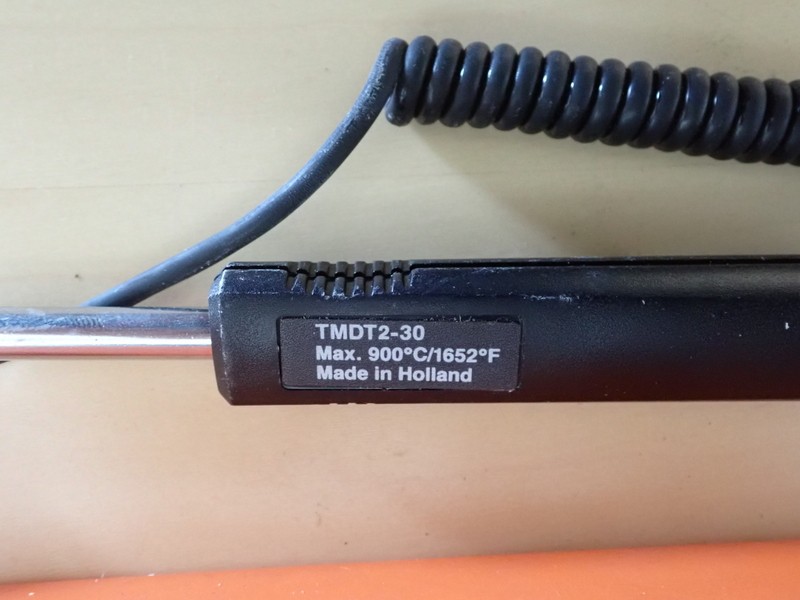 TMDT2-30
Max. 900°C/1652°F
Made in Holland